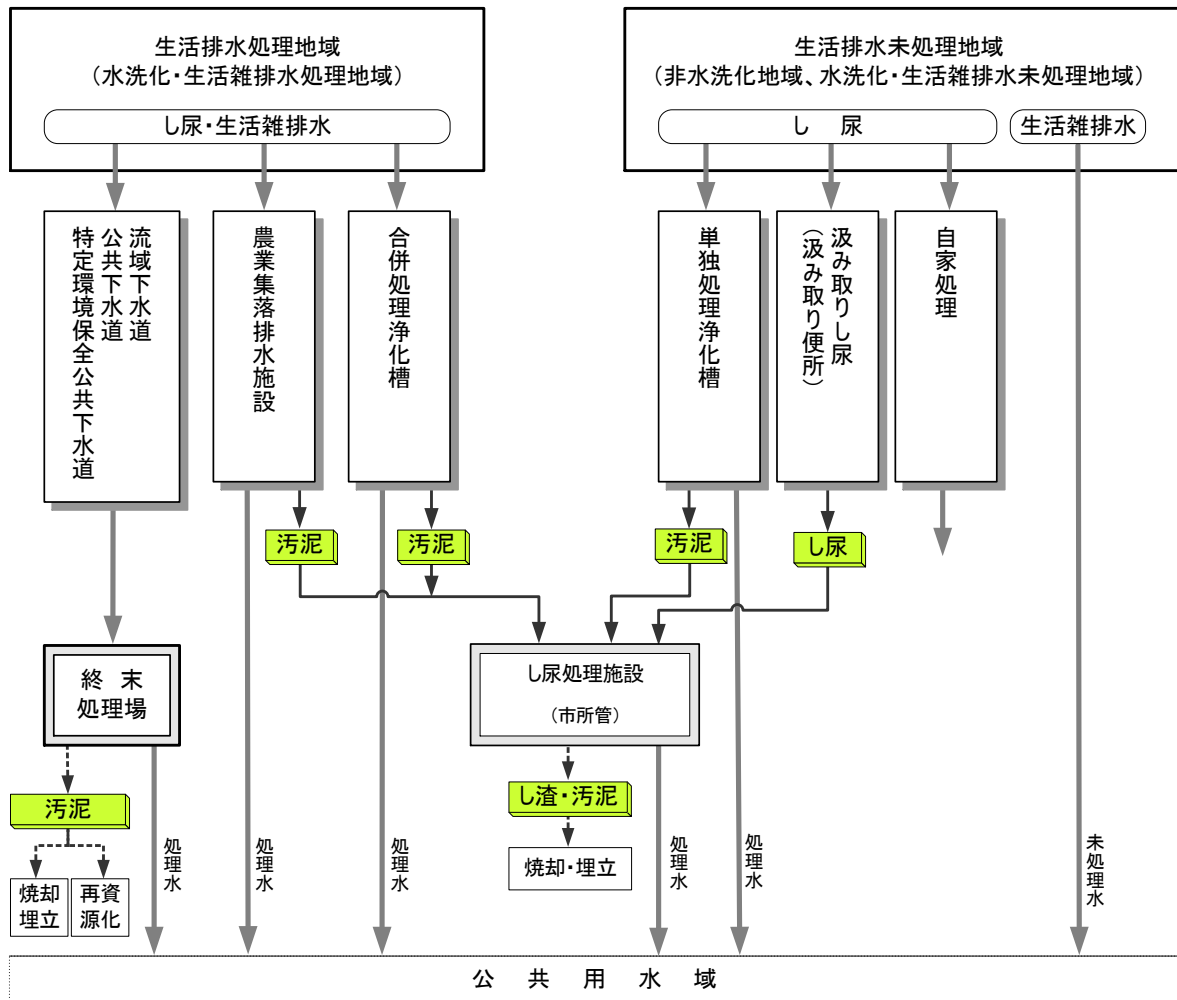 生活排水処理地域
（水洗化・生活雑排水処理地域）
し尿・生活雑排水
生活排水未処理地域
（非水洗化地域、水洗化・生活雑排水未処理地域）
し　尿
生活雑排水
流域下水道
公共下水道
特定環境保全公共下水道
農業集落排水施設
合併処理浄化槽
単独処理浄化槽
汲み取りし尿
（汲み取り便所）
自家処理
汚泥
汚泥
汚泥
し尿
終　末
処理場
し尿処理施設
（市所管）
汚泥
し渣・汚泥
焼却
埋立
再資
源化
焼却・埋立
処理水
処理水
処理水
処理水
処理水
未処理水
公　共　用　水　域